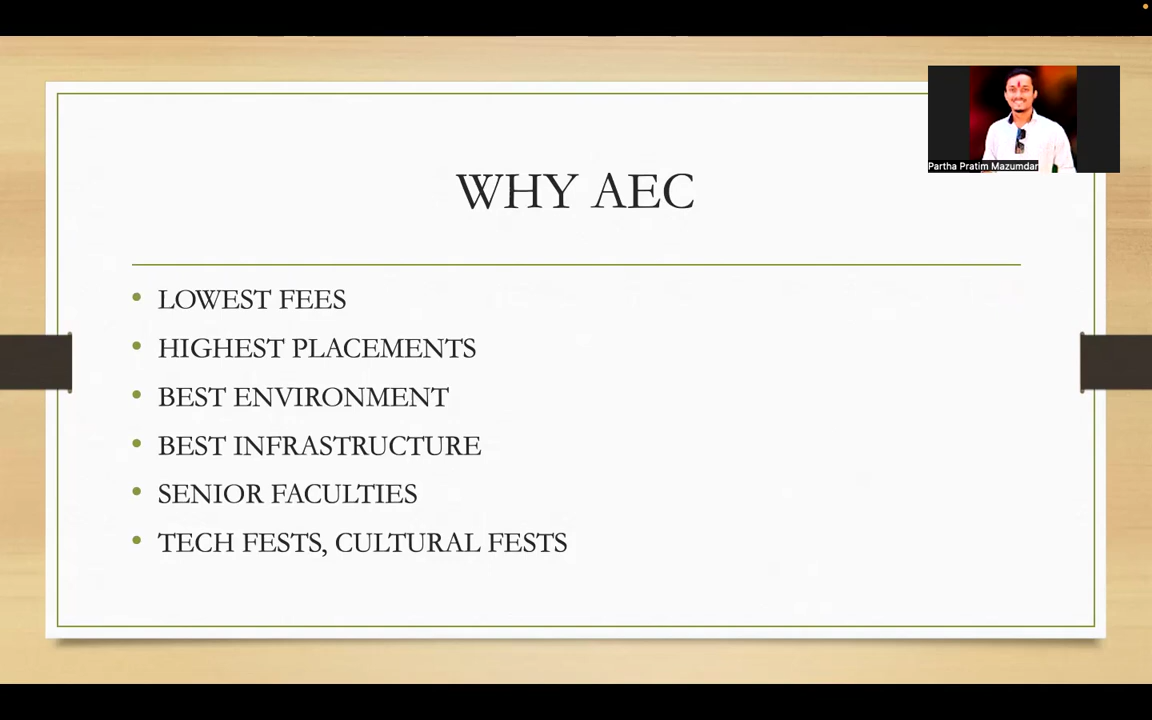 Partha Pratim Mazumdar
WHY AEC
LOWEST FEES
HIGHEST PLACEMENTS
BEST ENVIRONMENT
BEST INFRASTRUCTURE
SENIOR FACULTIES
TECH FESTS, CULTURAL FESTS